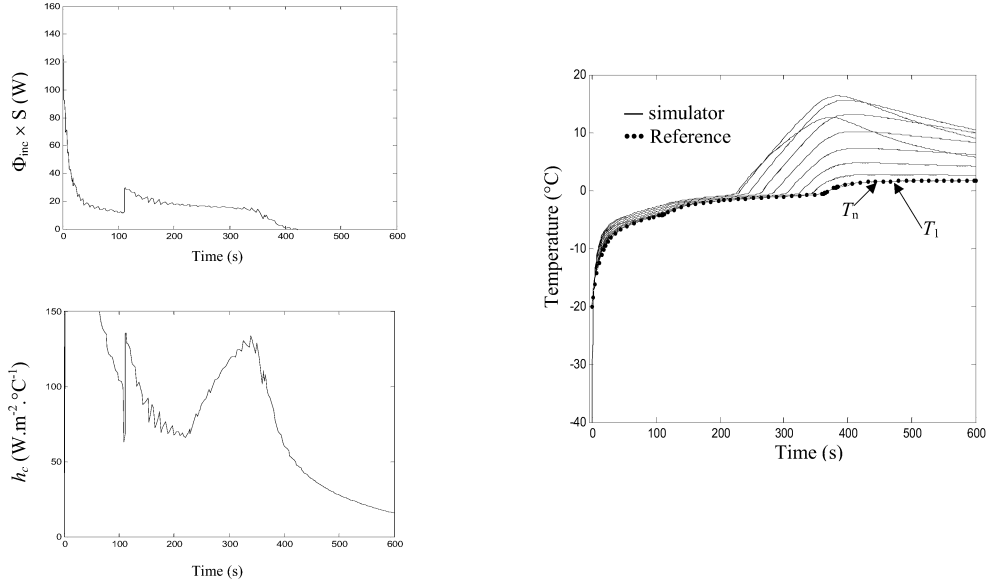 160
140
120
100
80
60
40
20
0
0 100 200 300 400 500 600
Φinc × S (W)
Time (s)
150
100
50
0
0 100 200 300 400 500 600
hc (W.m-2.°C-1)
Time (s)
20
10
0
-10
-20
-30
-40
0 100 200 300 400 500 600
Temperature (°C)
Time (s)
simulator
Reference
Tn
Tl